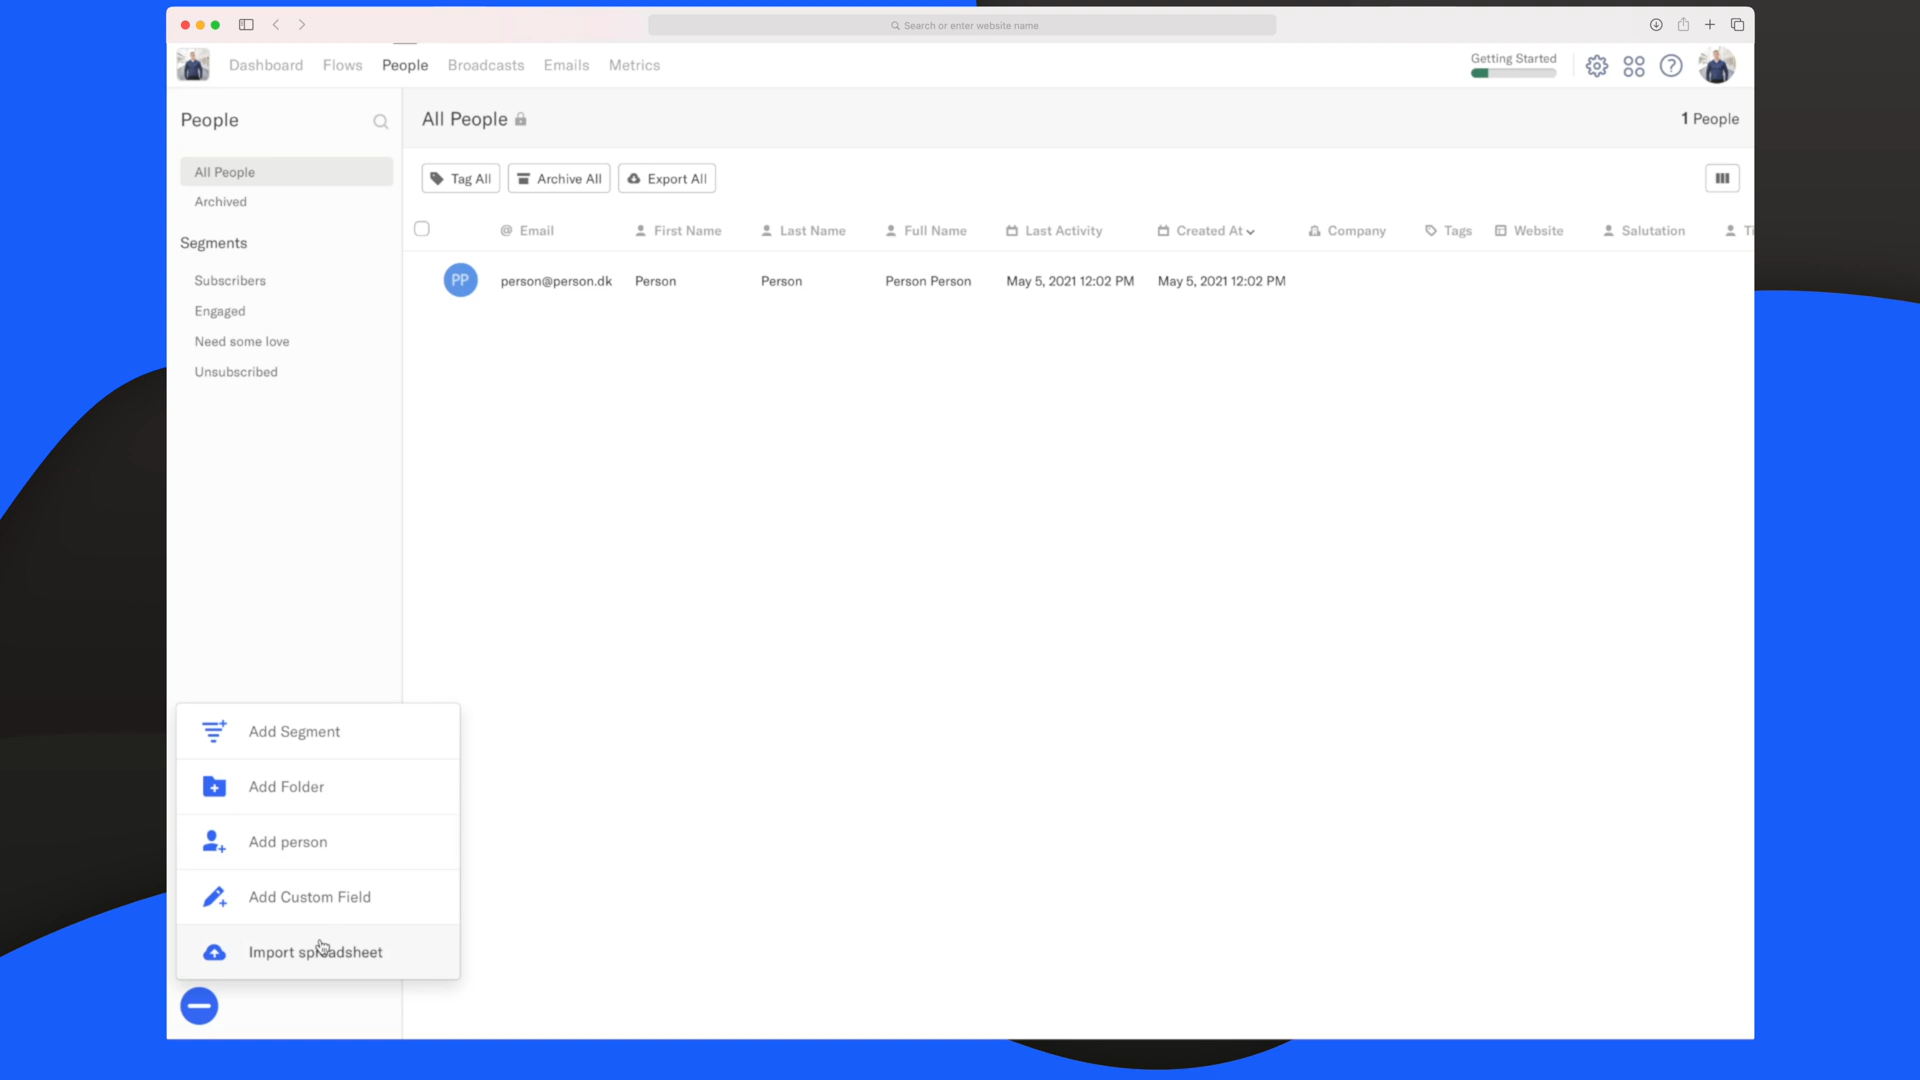 Search or enter website name
Dashboard Flows People Broadcasts Emails Metrics
Getting Started
People
All People
Archived
Segments
Subscribers
Engaged
Need some love
Unsubscribed
All People
1 People
Tag All Archive All Export All
@ Email First Name Last Name Full Name Last Activity Created At Company Tags Website Salutation Ti
PP person@person.dk Person Person Person Person May 5, 2021 12:02 PM May 5, 2021 12:02 PM
Add Segment
Add Folder
Add person
Add Custom Field
Import spreadsheet